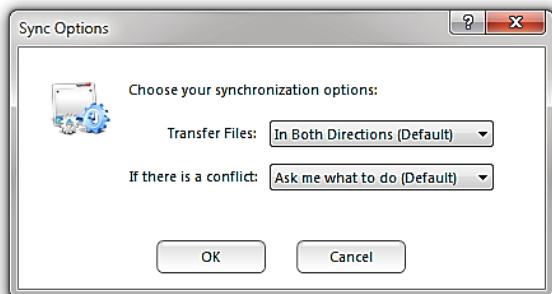 Sync Options
Choose your synchronization options:
Transfer Files: In Both Directions (Default)
If there is a conflict: Ask me what to do (Default)
OK Cancel